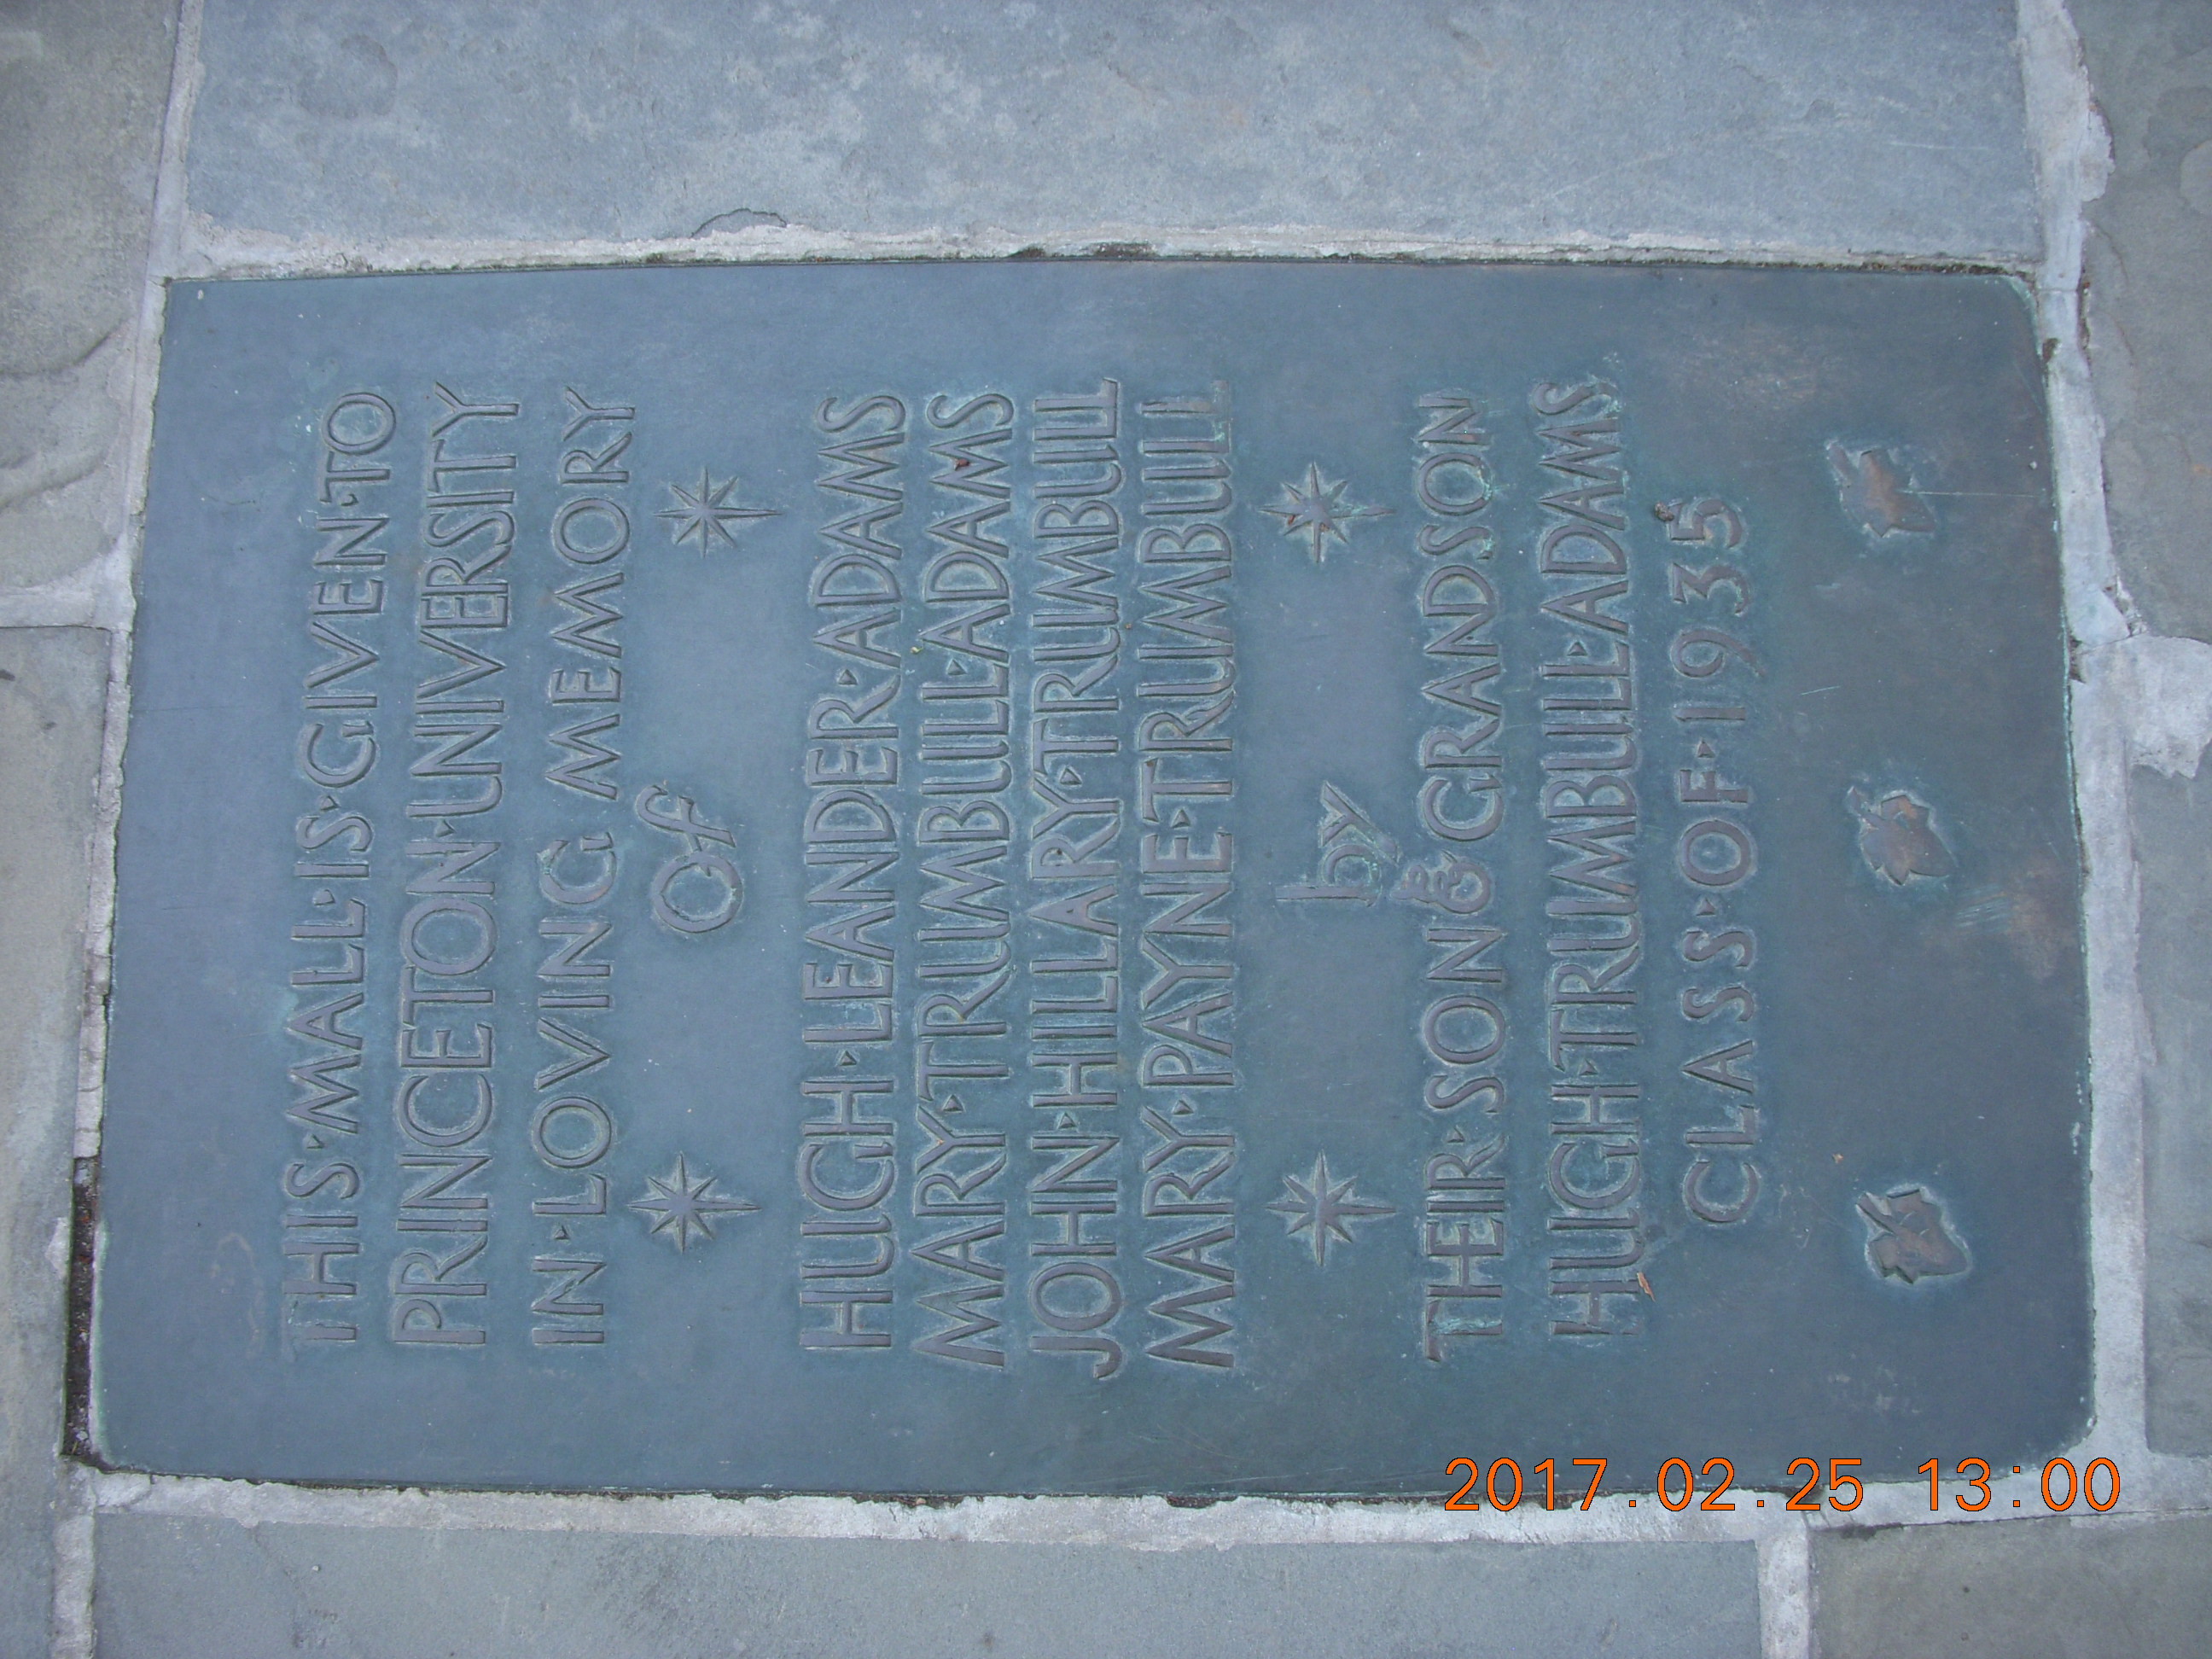 THIS·MALL·IS·GIVEN·TO
PRINCETON·UNIVERSITY
IN·LOVING MEMORY
Of
HUGH·LEANDER·ADAMS
MARY·TRUMBULL·ADAMS
JOHN·HILLARY·TRUMBULL
MARY·PAYNE·TRUMBULL
by
THEIR·SON & GRANDSON
HUGH·TRUMBULL·ADAMS
CLASS·OF·1935
2017.02.25 13:00